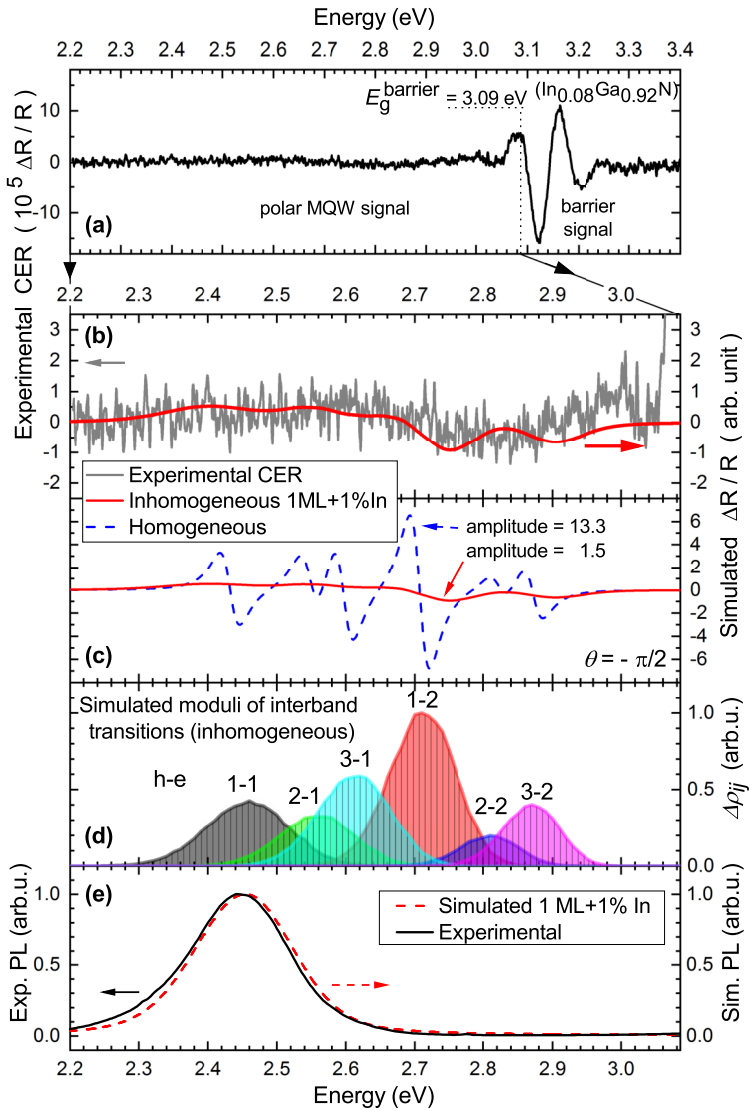 Energy (eV)
2.2 2.3 2.4 2.5 2.6 2.7 2.8 2.9 3.0 3.1 3.2 3.3 3.4
E_g^barrier = 3.09 eV (In0.08Ga0.92N)
10
0
-10
polar MQW signal
barrier
signal
(a)
Experimental CER ( 10^5 ΔR / R )
2.2 2.3 2.4 2.5 2.6 2.7 2.8 2.9 3.0
(b)
3
2
1
0
-1
-2
3
2
1
0
-1
-2
Simulated ΔR / R ( arb. unit )
Experimental CER
Inhomogeneous 1ML+1%In
Homogeneous
amplitude = 13.3
amplitude = 1.5
6
4
2
0
-2
-4
-6
(c)
θ = - π/2
Simulated moduli of interband
transitions (inhomogeneous)
h-e
1-1
2-1
3-1
1-2
2-2
3-2
1.0
0.5
0.0
Δρij (arb.u.)
(d)
(e)
Simulated 1 ML+1% In
Experimental
1.0
0.5
0.0
Exp. PL (arb.u.)
1.0
0.5
0.0
Sim. PL (arb.u.)
2.2 2.3 2.4 2.5 2.6 2.7 2.8 2.9 3.0
Energy (eV)